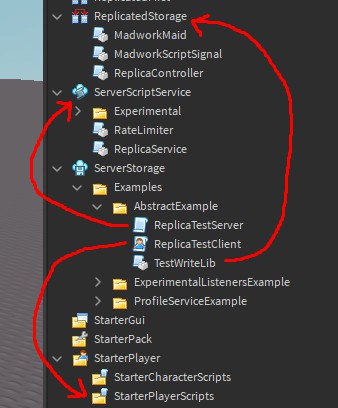 ReplicatedStorage
MadworkMaid
MadworkScriptSignal
ReplicaController
ServerScriptService
Experimental
RateLimiter
ReplicaService
ServerStorage
Examples
AbstractExample
ReplicaTestServer
ReplicaTestClient
TestWriteLib
ExperimentalListenersExample
ProfileServiceExample
StarterGui
StarterPack
StarterPlayer
StarterCharacterScripts
StarterPlayerScripts